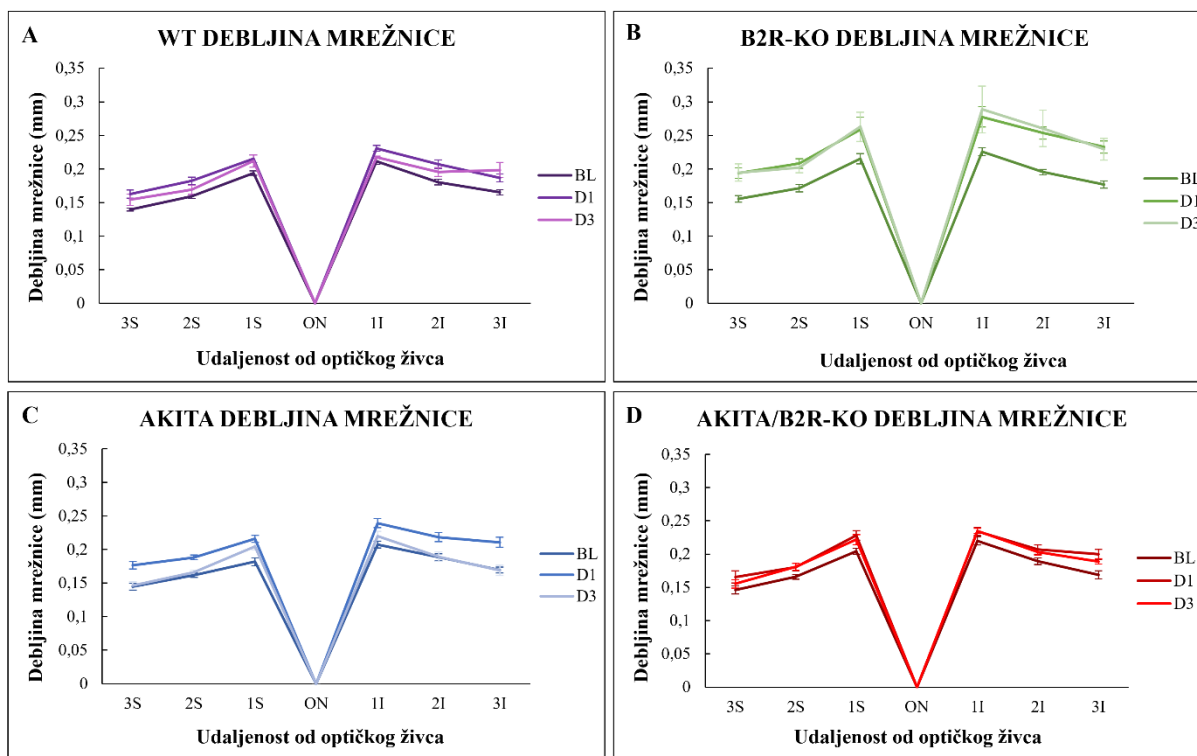 A
WT DEBLJINA MREŽNICE
Debljina mrežnice (mm)
0,35
0,3
0,25
0,2
0,15
0,1
0,05
0
3S 2S 1S ON 1I 2I 3I
Udaljenost od optičkog živca
BL
D1
D3
B
B2R-KO DEBLJINA MREŽNICE
Debljina mrežnice (mm)
0,35
0,3
0,25
0,2
0,15
0,1
0,05
0
3S 2S 1S ON 1I 2I 3I
Udaljenost od optičkog živca
BL
D1
D3
C
AKITA DEBLJINA MREŽNICE
Debljina mrežnice (mm)
0,35
0,3
0,25
0,2
0,15
0,1
0,05
0
3S 2S 1S ON 1I 2I 3I
Udaljenost od optičkog živca
BL
D1
D3
D
AKITA/B2R-KO DEBLJINA MREŽNICE
Debljina mrežnice (mm)
0,35
0,3
0,25
0,2
0,15
0,1
0,05
0
3S 2S 1S ON 1I 2I 3I
Udaljenost od optičkog živca
BL
D1
D3